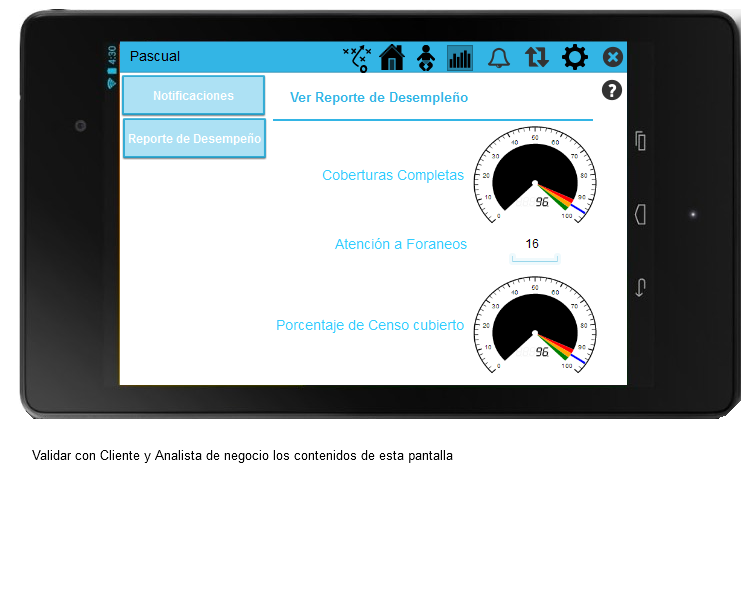 4:30
Pascual
Notificaciones
Reporte de Desempeño
Ver Reporte de Desempleño
Coberturas Completas
0 10 20 30 40 50 60 70 80 90 100
96
Atención a Foraneos
16
Porcentaje de Censo cubierto
0 10 20 30 40 50 60 70 80 90 100
96
Validar con Cliente y Analista de negocio los contenidos de esta pantalla